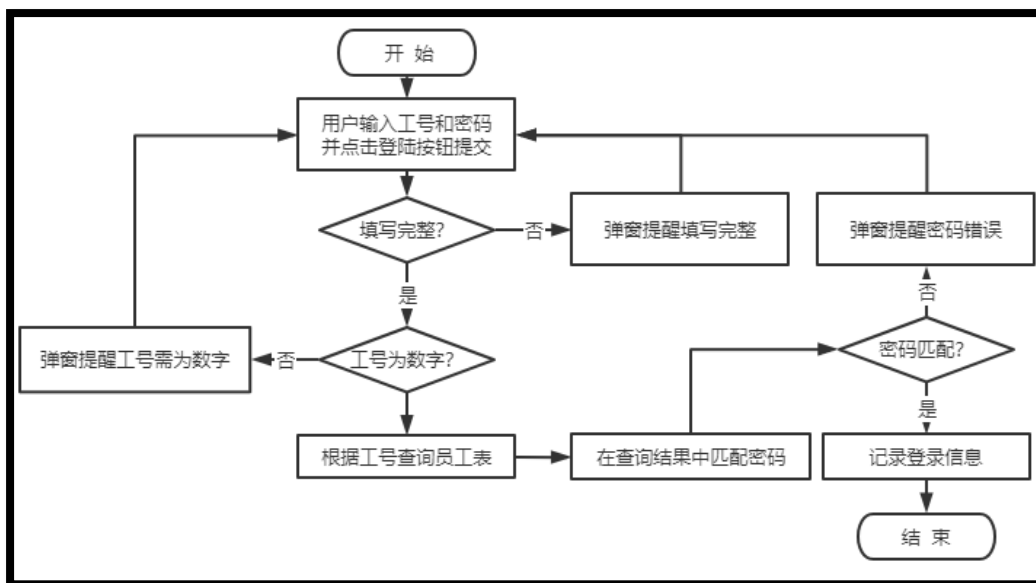 开 始
用户输入工号和密码
并点击登陆按钮提交
填写完整?
否
弹窗提醒填写完整
弹窗提醒密码错误
否
是
弹窗提醒工号需为数字
否
工号为数字?
密码匹配?
是
根据工号查询员工表
在查询结果中匹配密码
记录登录信息
结 束